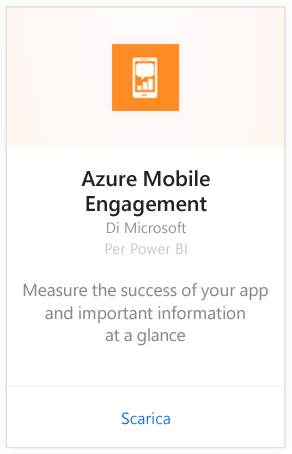 Azure Mobile
Engagement
Di Microsoft
Per Power BI
Measure the success of your app
and important information
at a glance
Scarica